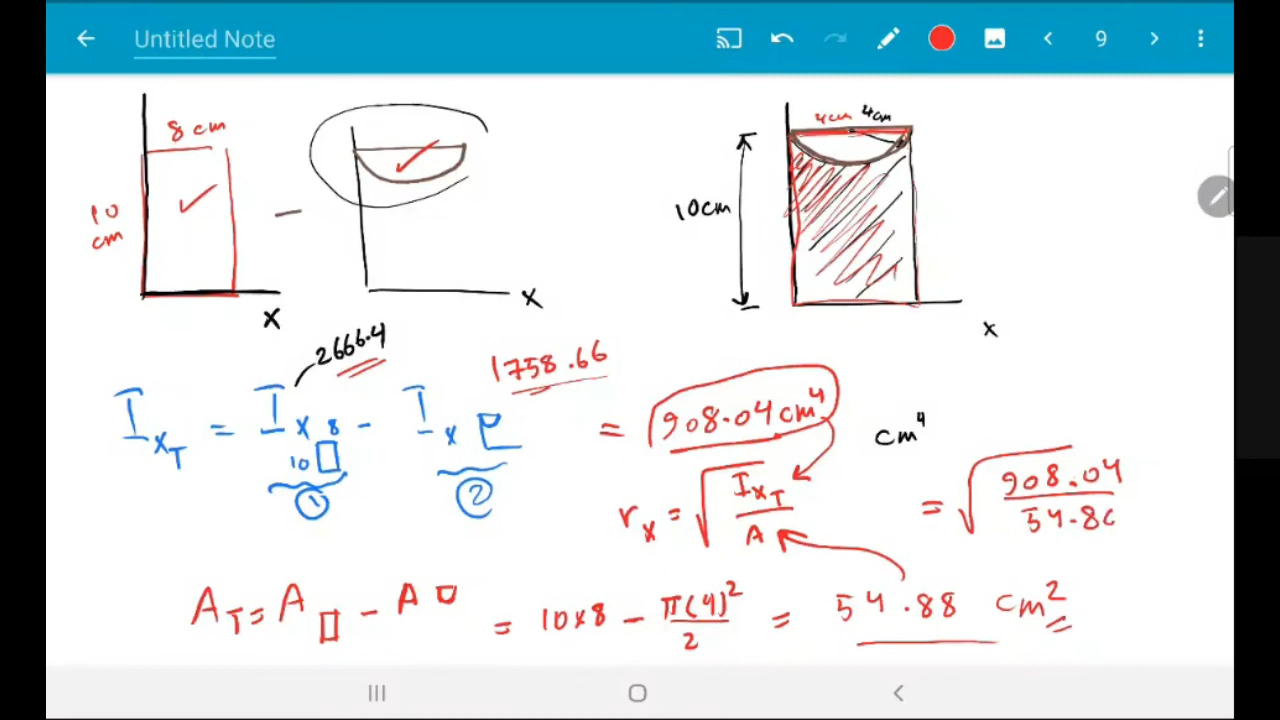 Untitled Note
9
8 cm
10 cm
x
x
4cm 4cm
10cm
x
2666.4
1758.66
I_xT = I_x 8 10 - I_x = 908.04 cm⁴
① ②
cm⁴
r_x = √(I_xT / A) = √(908.04 / 54.8
A_T = A - A = 10x8 - π(4)²/2 = 54.88 cm²